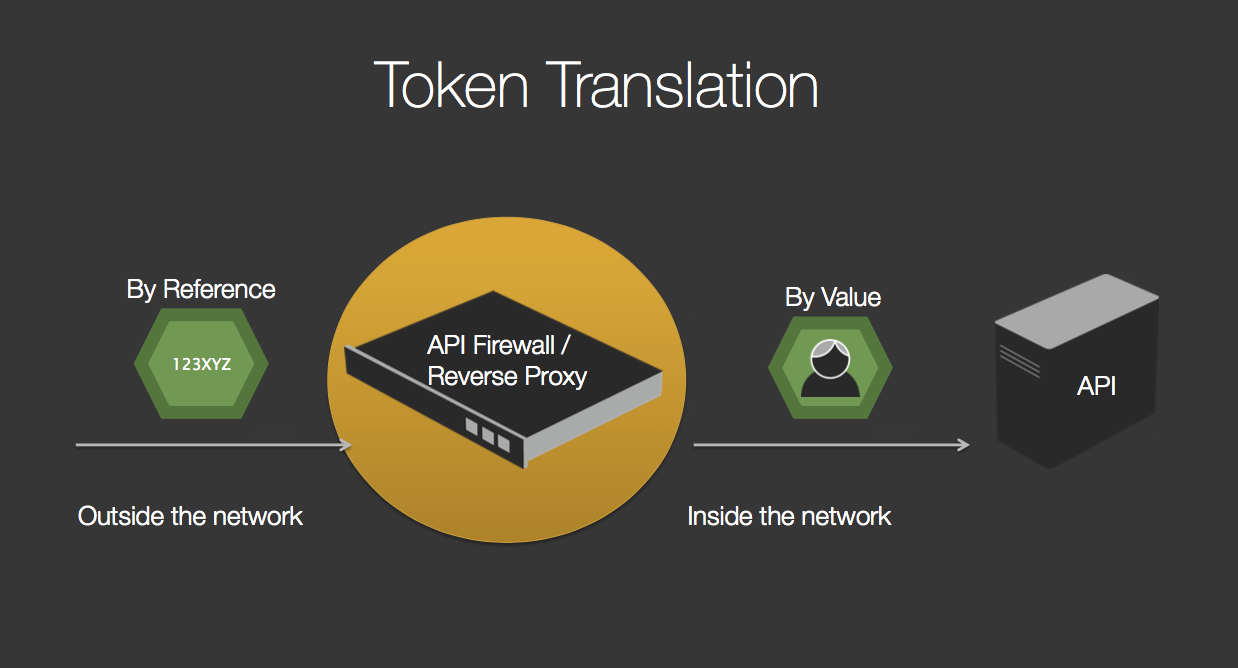 Token Translation
By Reference
123XYZ
API Firewall /
Reverse Proxy
By Value
API
Outside the network
Inside the network